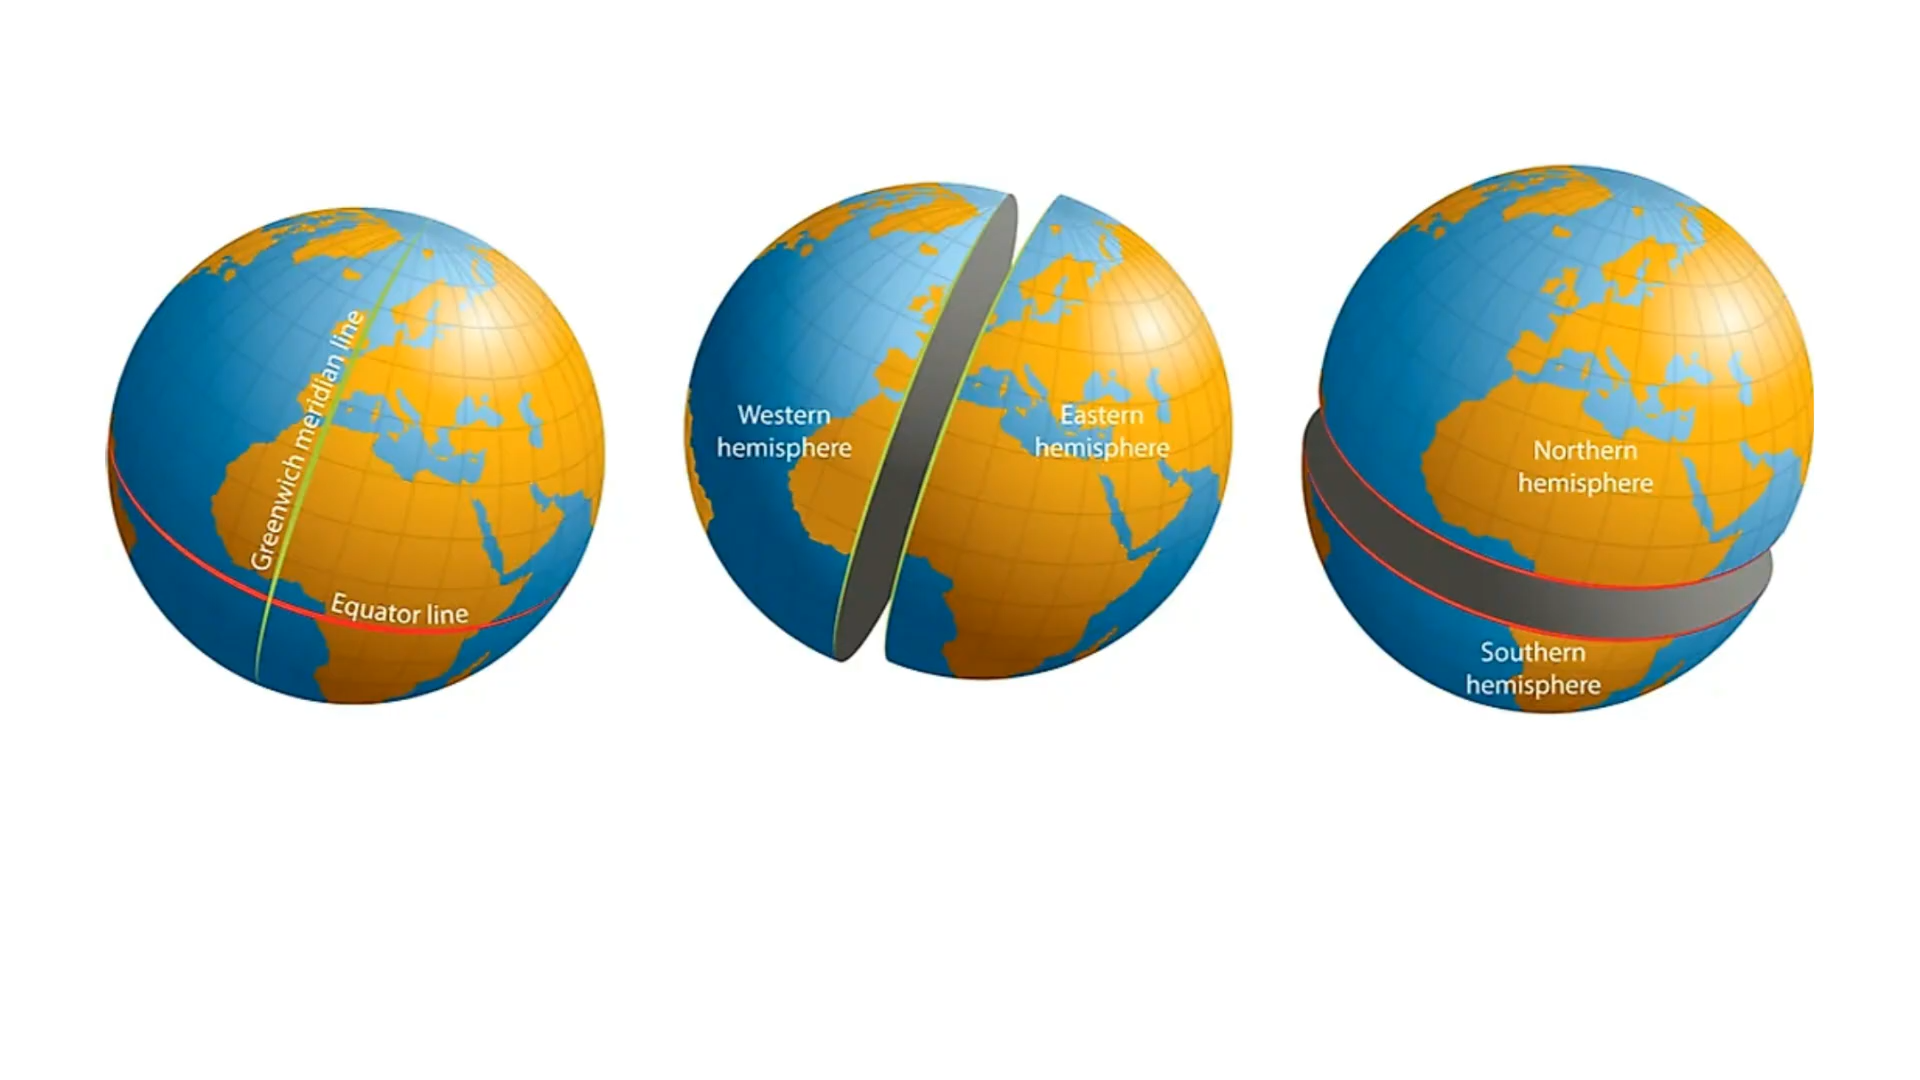 Greenwich meridian line
Equator line
Western
hemisphere
Eastern
hemisphere
Northern
hemisphere
Southern
hemisphere